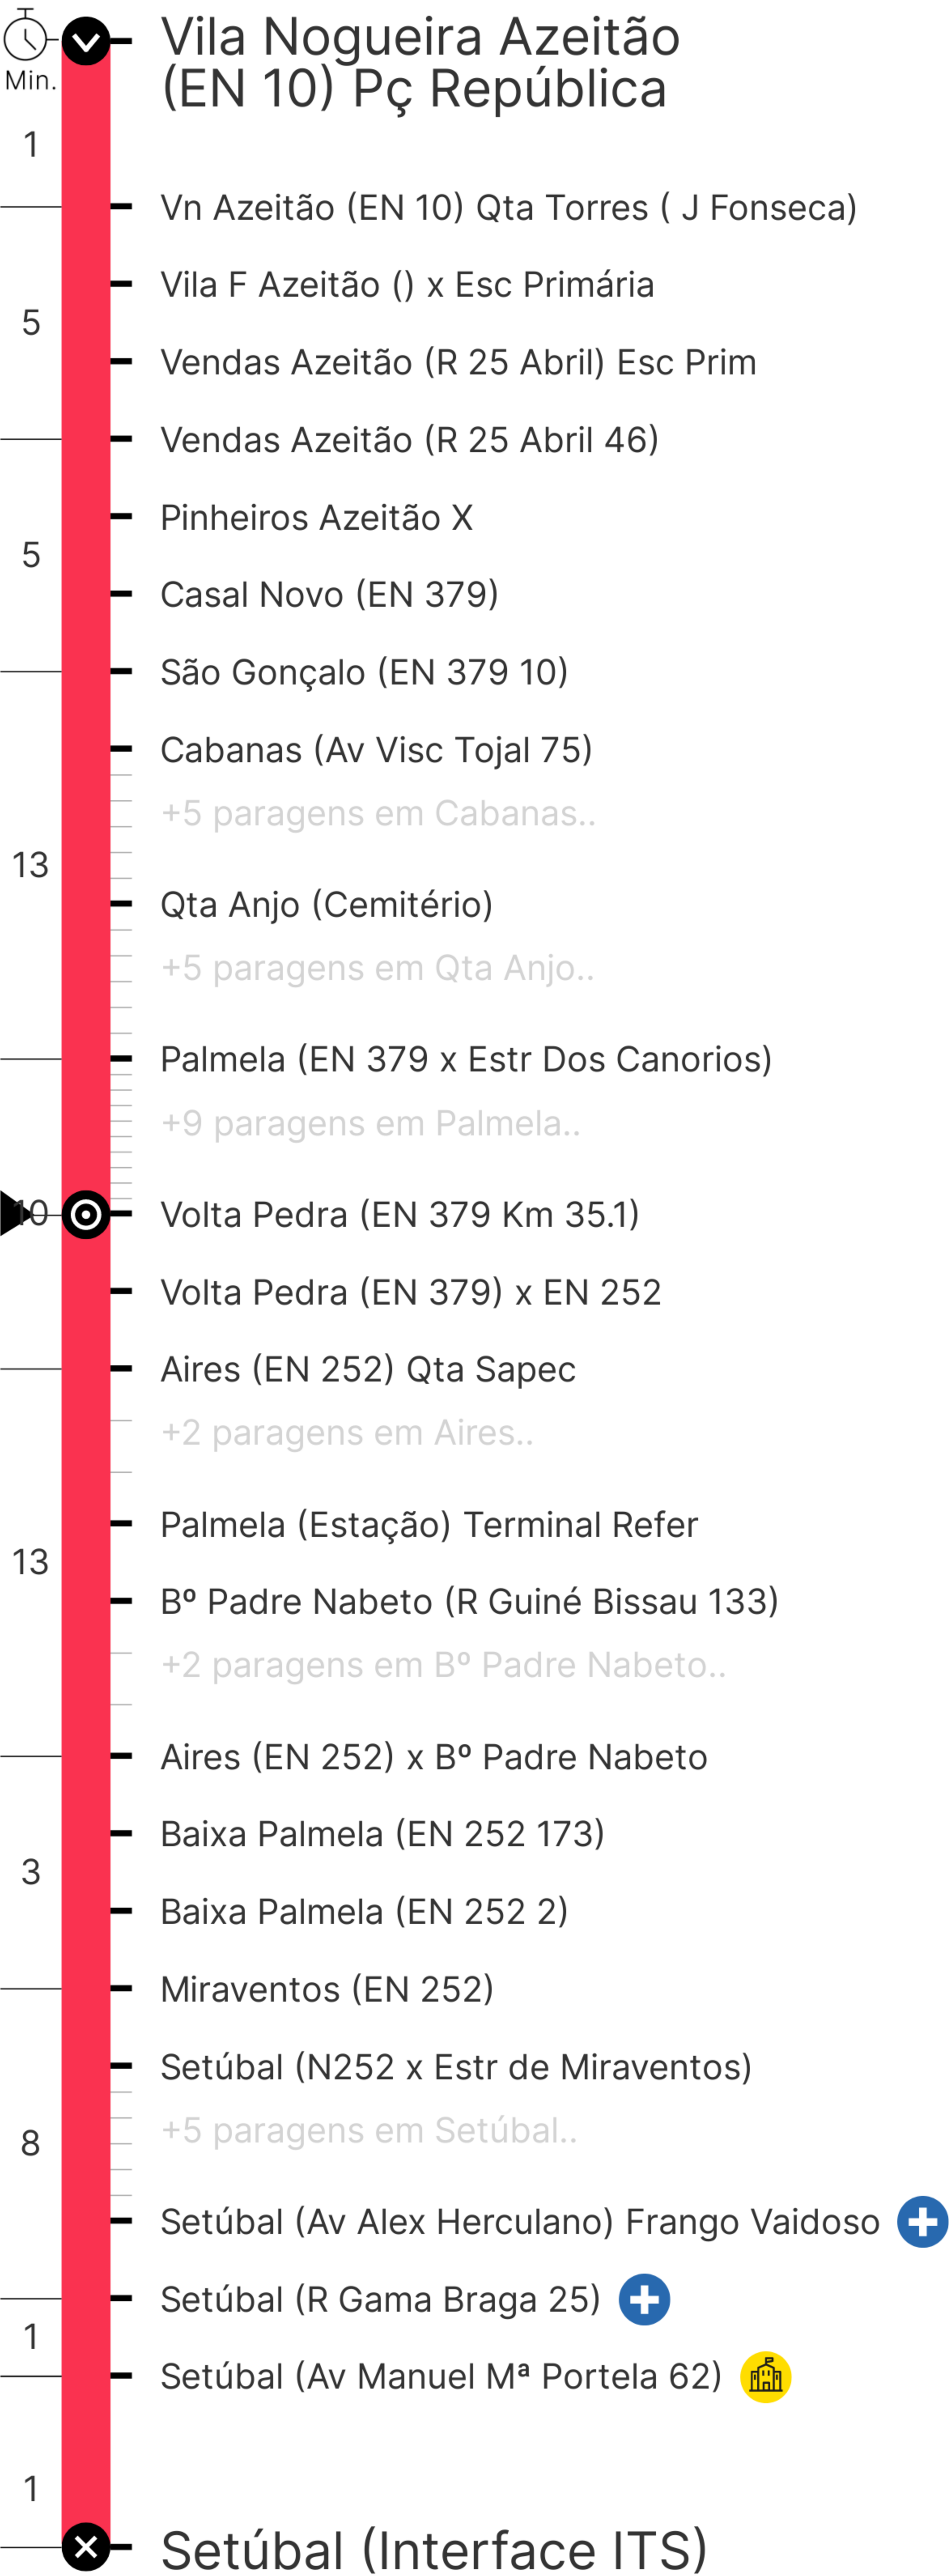 Vila Nogueira Azeitão
(EN 10) Pç República
Min.
1
Vn Azeitão (EN 10) Qta Torres ( J Fonseca)
Vila F Azeitão () x Esc Primária
5
Vendas Azeitão (R 25 Abril) Esc Prim
Vendas Azeitão (R 25 Abril 46)
Pinheiros Azeitão X
5
Casal Novo (EN 379)
São Gonçalo (EN 379 10)
Cabanas (Av Visc Tojal 75)
+5 paragens em Cabanas..
13
Qta Anjo (Cemitério)
+5 paragens em Qta Anjo..
Palmela (EN 379 x Estr Dos Canorios)
+9 paragens em Palmela..
10
Volta Pedra (EN 379 Km 35.1)
Volta Pedra (EN 379) x EN 252
Aires (EN 252) Qta Sapec
+2 paragens em Aires..
Palmela (Estação) Terminal Refer
13
Bº Padre Nabeto (R Guiné Bissau 133)
+2 paragens em Bº Padre Nabeto..
Aires (EN 252) x Bº Padre Nabeto
Baixa Palmela (EN 252 173)
3
Baixa Palmela (EN 252 2)
Miraventos (EN 252)
Setúbal (N252 x Estr de Miraventos)
+5 paragens em Setúbal..
8
Setúbal (Av Alex Herculano) Frango Vaidoso
Setúbal (R Gama Braga 25)
1
Setúbal (Av Manuel Mª Portela 62)
1
Setúbal (Interface ITS)